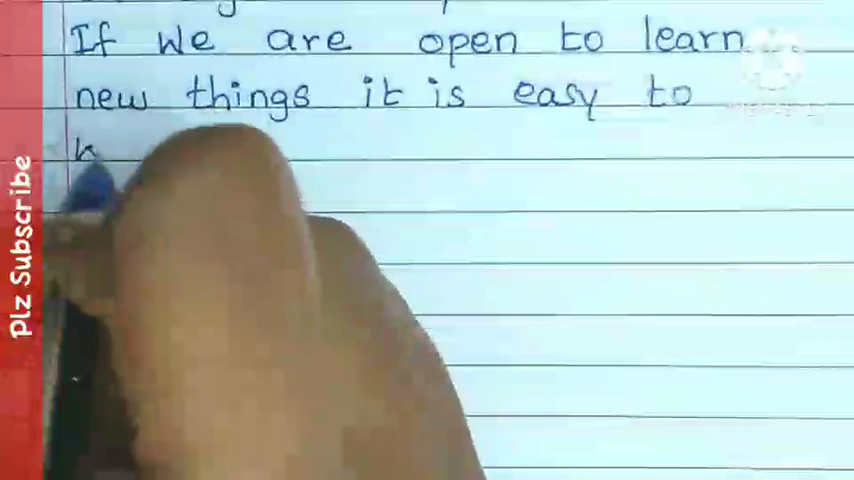 If we are open to learn
new things it is easy to
Plz Subscribe